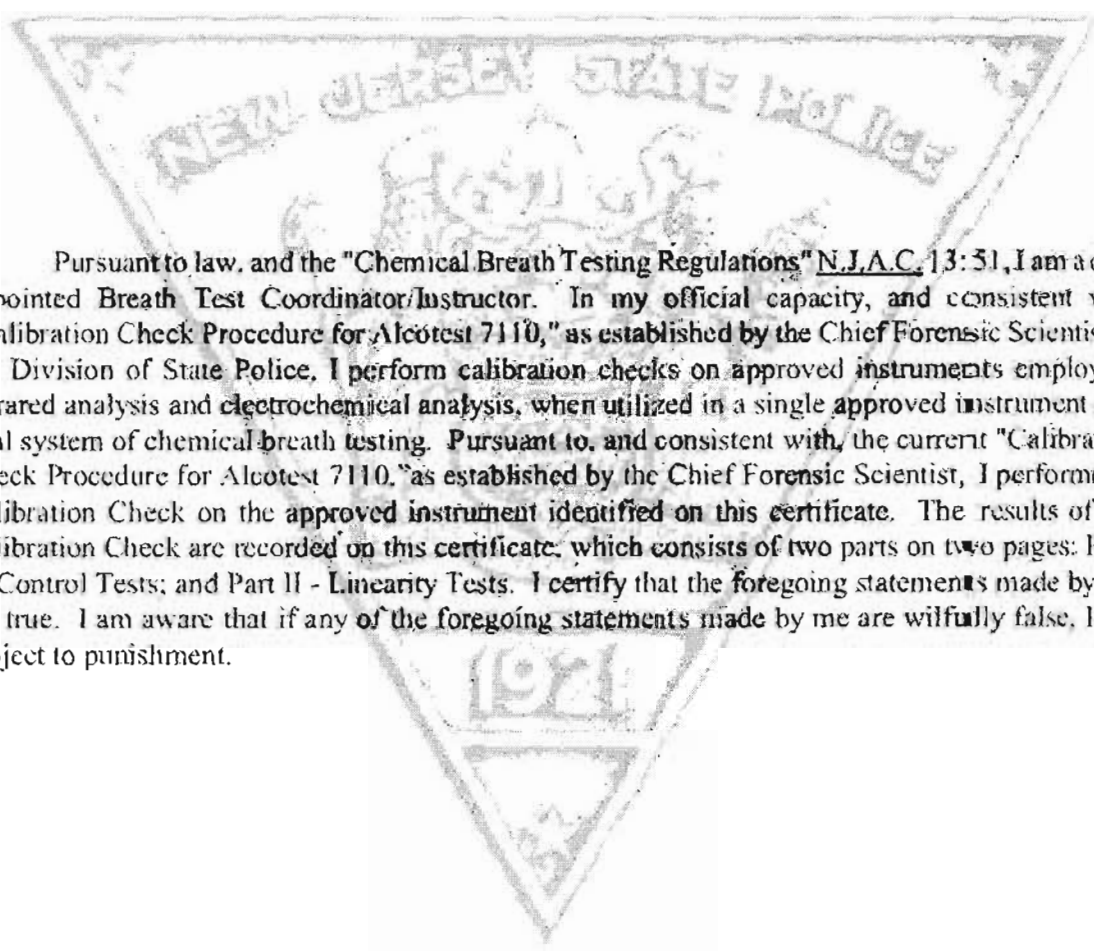 NEW JERSEY STATE POLICE
Pursuant to law, and the "Chemical Breath Testing Regulations" N.J.A.C. 13:51, I am a
pointed Breath Test Coordinator/Instructor. In my official capacity, and consistent
alibration Check Procedure for Alcotest 7110," as established by the Chief Forensic Scientis
Division of State Police, I perform calibration checks on approved instruments employ
rared analysis and electrochemical analysis, when utilized in a single approved instrument
al system of chemical breath testing. Pursuant to, and consistent with, the current "Calibra
eck Procedure for Alcotest 7110," as established by the Chief Forensic Scientist, I perform
libration Check on the approved instrument identified on this certificate. The results of
libration Check are recorded on this certificate, which consists of two parts on two pages:
Control Tests; and Part II - Linearity Tests. I certify that the foregoing statements made by
true. I am aware that if any of the foregoing statements made by me are wilfully false, I
ject to punishment.
1921